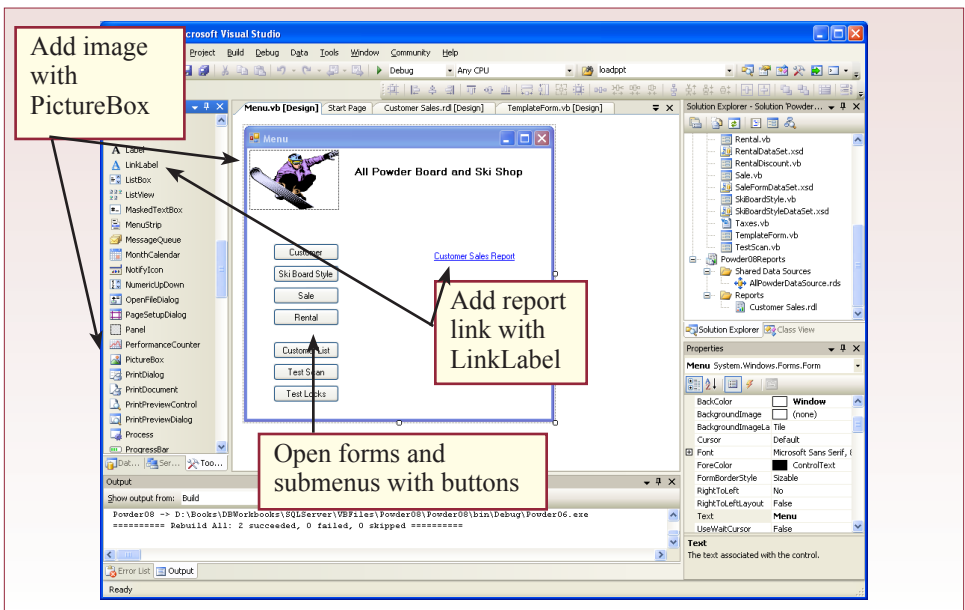 Add image
with
PictureBox
crosoft Visual Studio
Project Build Debug Data Tools Window Community Help
Debug Any CPU loadppt
Menu.vb [Design] Start Page Customer Sales.rdl [Design] TemplateForm.vb [Design]
Label
LinkLabel
ListBox
ListView
MaskedTextBox
MenuStrip
MessageQueue
MonthCalendar
NotifyIcon
NumericUpDown
OpenFileDialog
PageSetupDialog
Panel
PerformanceCounter
PictureBox
PrintDialog
PrintDocument
PrintPreviewControl
PrintPreviewDialog
Process
ProgressBar
Dat... Ser... Too...
Menu
All Powder Board and Ski Shop
Customer
Ski Board Style
Sale
Rental
Customer List
Test Scan
Test Locks
Customer Sales Report
Add report
link with
LinkLabel
Open forms and
submenus with buttons
Solution Explorer - Solution 'Powder...
Rental.vb
RentalDataSet.xsd
RentalDiscount.vb
Sale.vb
SaleFormDataSet.xsd
SkiBoardStyle.vb
SkiBoardStyleDataSet.xsd
Taxes.vb
TemplateForm.vb
TestScan.vb
Powder08Reports
Shared Data Sources
AllPowderDataSource.rds
Reports
Customer Sales.rdl
Solution Explorer Class View
Properties
Menu System.Windows.Forms.Form
BackColor Window
BackgroundImage (none)
BackgroundImageLa Tile
Cursor Default
Font Microsoft Sans Serif, 8
ForeColor ControlText
FormBorderStyle Sizable
RightToLeft No
RightToLeftLayout False
Text Menu
UseWaitCursor False
Text
The text associated with the control.
Output
Show output from: Build
Powder08 -> D:\Books\DBWorkbooks\SQLServer\VBFiles\Powder08\Powder08\bin\Debug\Powder06.exe
========== Rebuild All: 2 succeeded, 0 failed, 0 skipped ==========
Error List Output
Ready